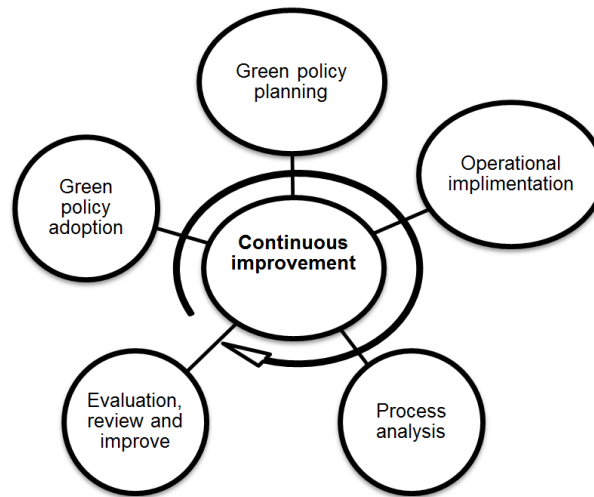 Green policy
planning
Operational
implimentation
Green
policy
adoption
Continuous
improvement
Evaluation,
review and
improve
Process
analysis